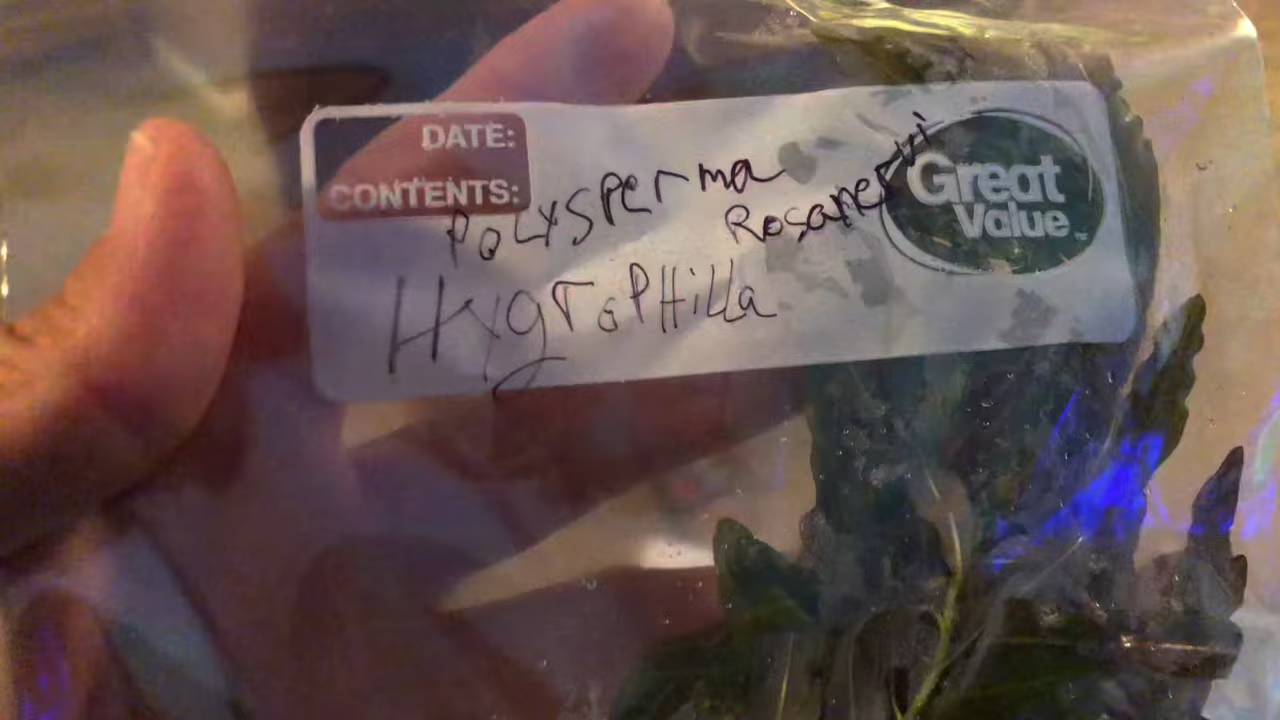 DATE:
CONTENTS:
Polysperma
Rosanervi
Hygrophilla
Great
Value